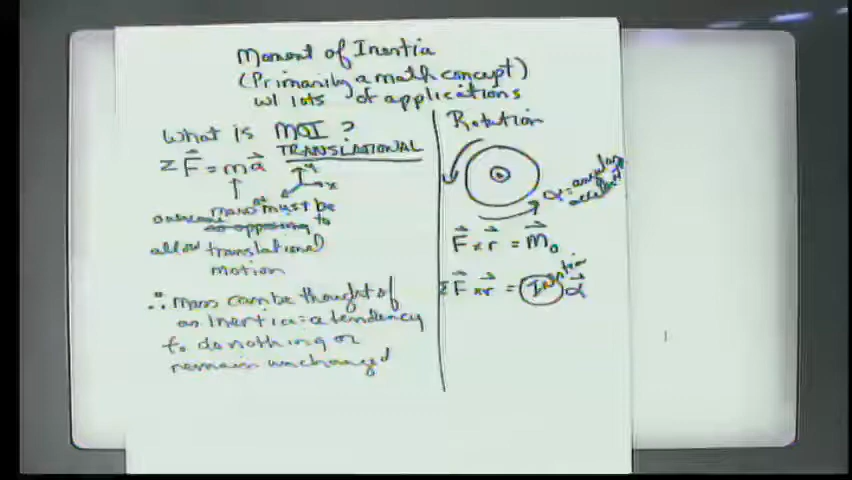 Moment of Inertia
(Primarily a math concept)
w/ lots of applications
What is MOI?
TRANSLATIONAL
ΣF⃗ = ma⃗
y
x
mass must be
overcome to
allow translational
motion
∴ Mass can be thought of
as Inertia = a tendency
to do nothing or
remain unchanged
Rotation
α = angular
F⃗ x r⃗ = M⃗o
ΣF⃗ x r⃗ = α⃗